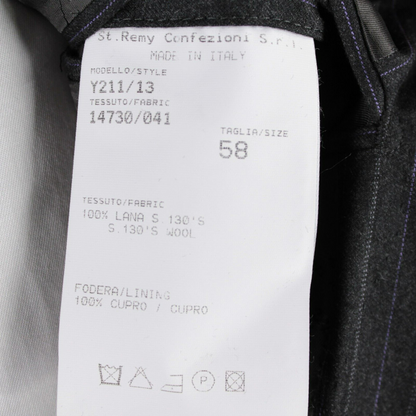 St.Remy Confezioni S.r.l.
MADE IN ITALY
MODELLO/STYLE
Y211/13
TESSUTO/FABRIC
14730/041
TAGLIA/SIZE
58
TESSUTO/FABRIC
100% LANA S.130'S
S.130'S WOOL
FODERA/LINING
100% CUPRO / CUPRO
P